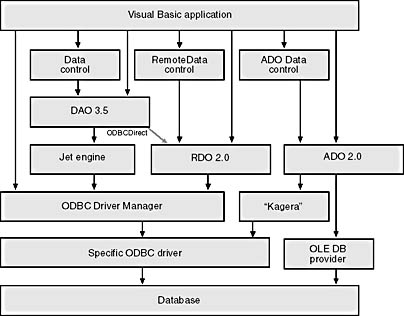 Visual Basic application
Data
control
RemoteData
control
ADO Data
control
DAO 3.5
ODBCDirect
Jet engine
RDO 2.0
ADO 2.0
ODBC Driver Manager
“Kagera”
Specific ODBC driver
OLE DB
provider
Database